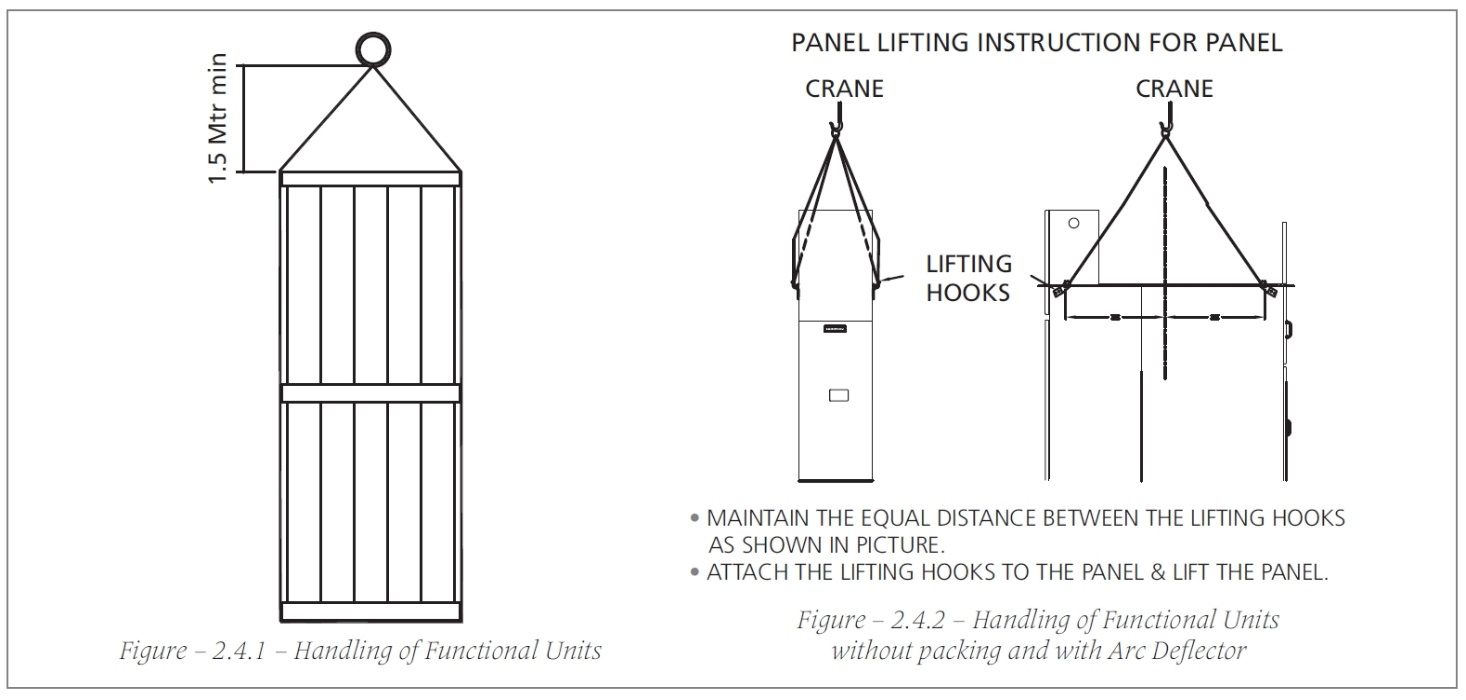 1.5 Mtr min
Figure – 2.4.1 – Handling of Functional Units
PANEL LIFTING INSTRUCTION FOR PANEL
CRANE
CRANE
LIFTING
HOOKS
• MAINTAIN THE EQUAL DISTANCE BETWEEN THE LIFTING HOOKS
AS SHOWN IN PICTURE.
• ATTACH THE LIFTING HOOKS TO THE PANEL & LIFT THE PANEL.
Figure – 2.4.2 – Handling of Functional Units
without packing and with Arc Deflector